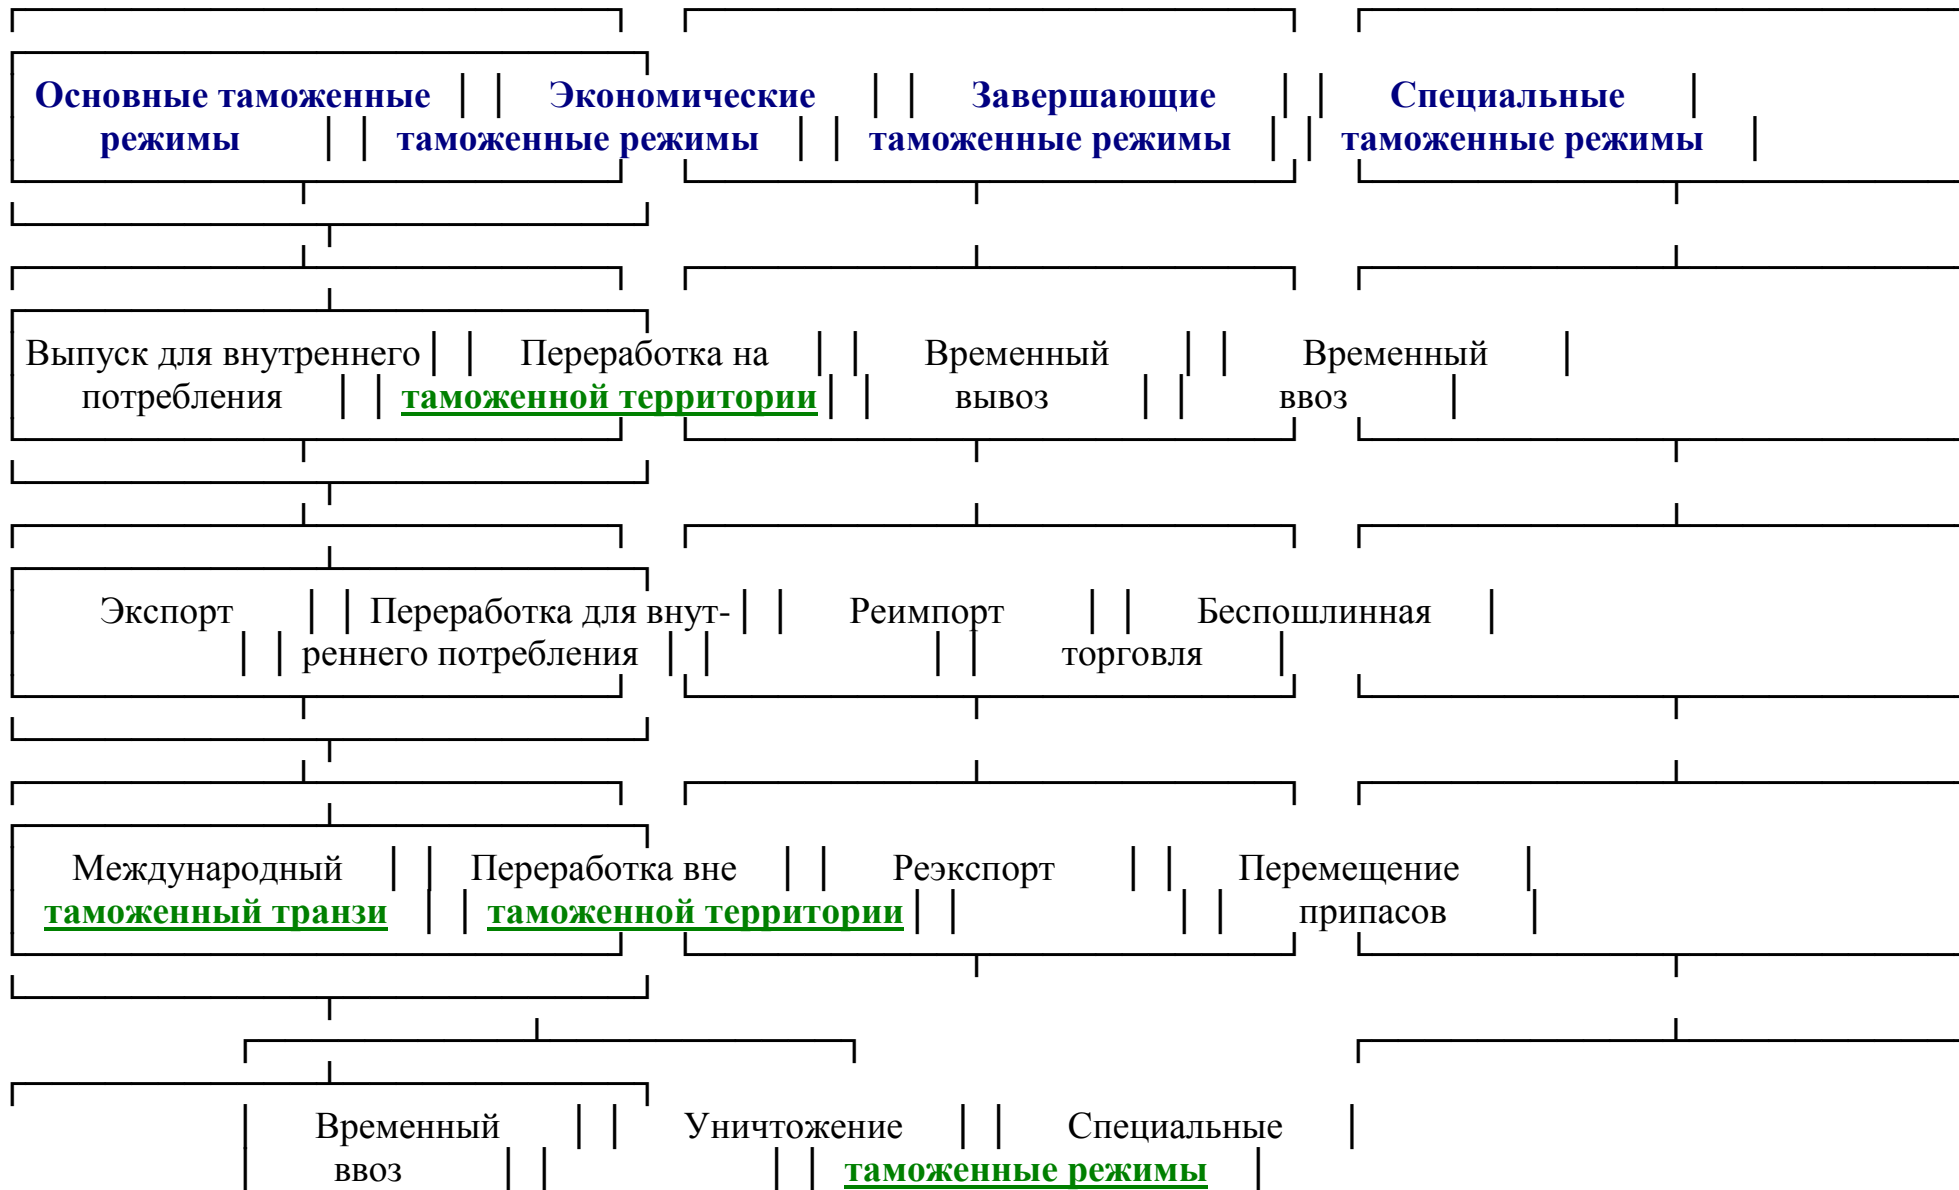 Основные таможенные Экономические Завершающие Специальные
режимы таможенные режимы таможенные режимы таможенные режимы
Выпуск для внутреннего Переработка на Временный Временный
потребления таможенной территории вывоз ввоз
Экспорт Переработка для внут- Реимпорт Беспошлинная
реннего потребления торговля
Международный Переработка вне Реэкспорт Перемещение
таможенный транзи таможенной территории припасов
Временный Уничтожение Специальные
ввоз таможенные режимы